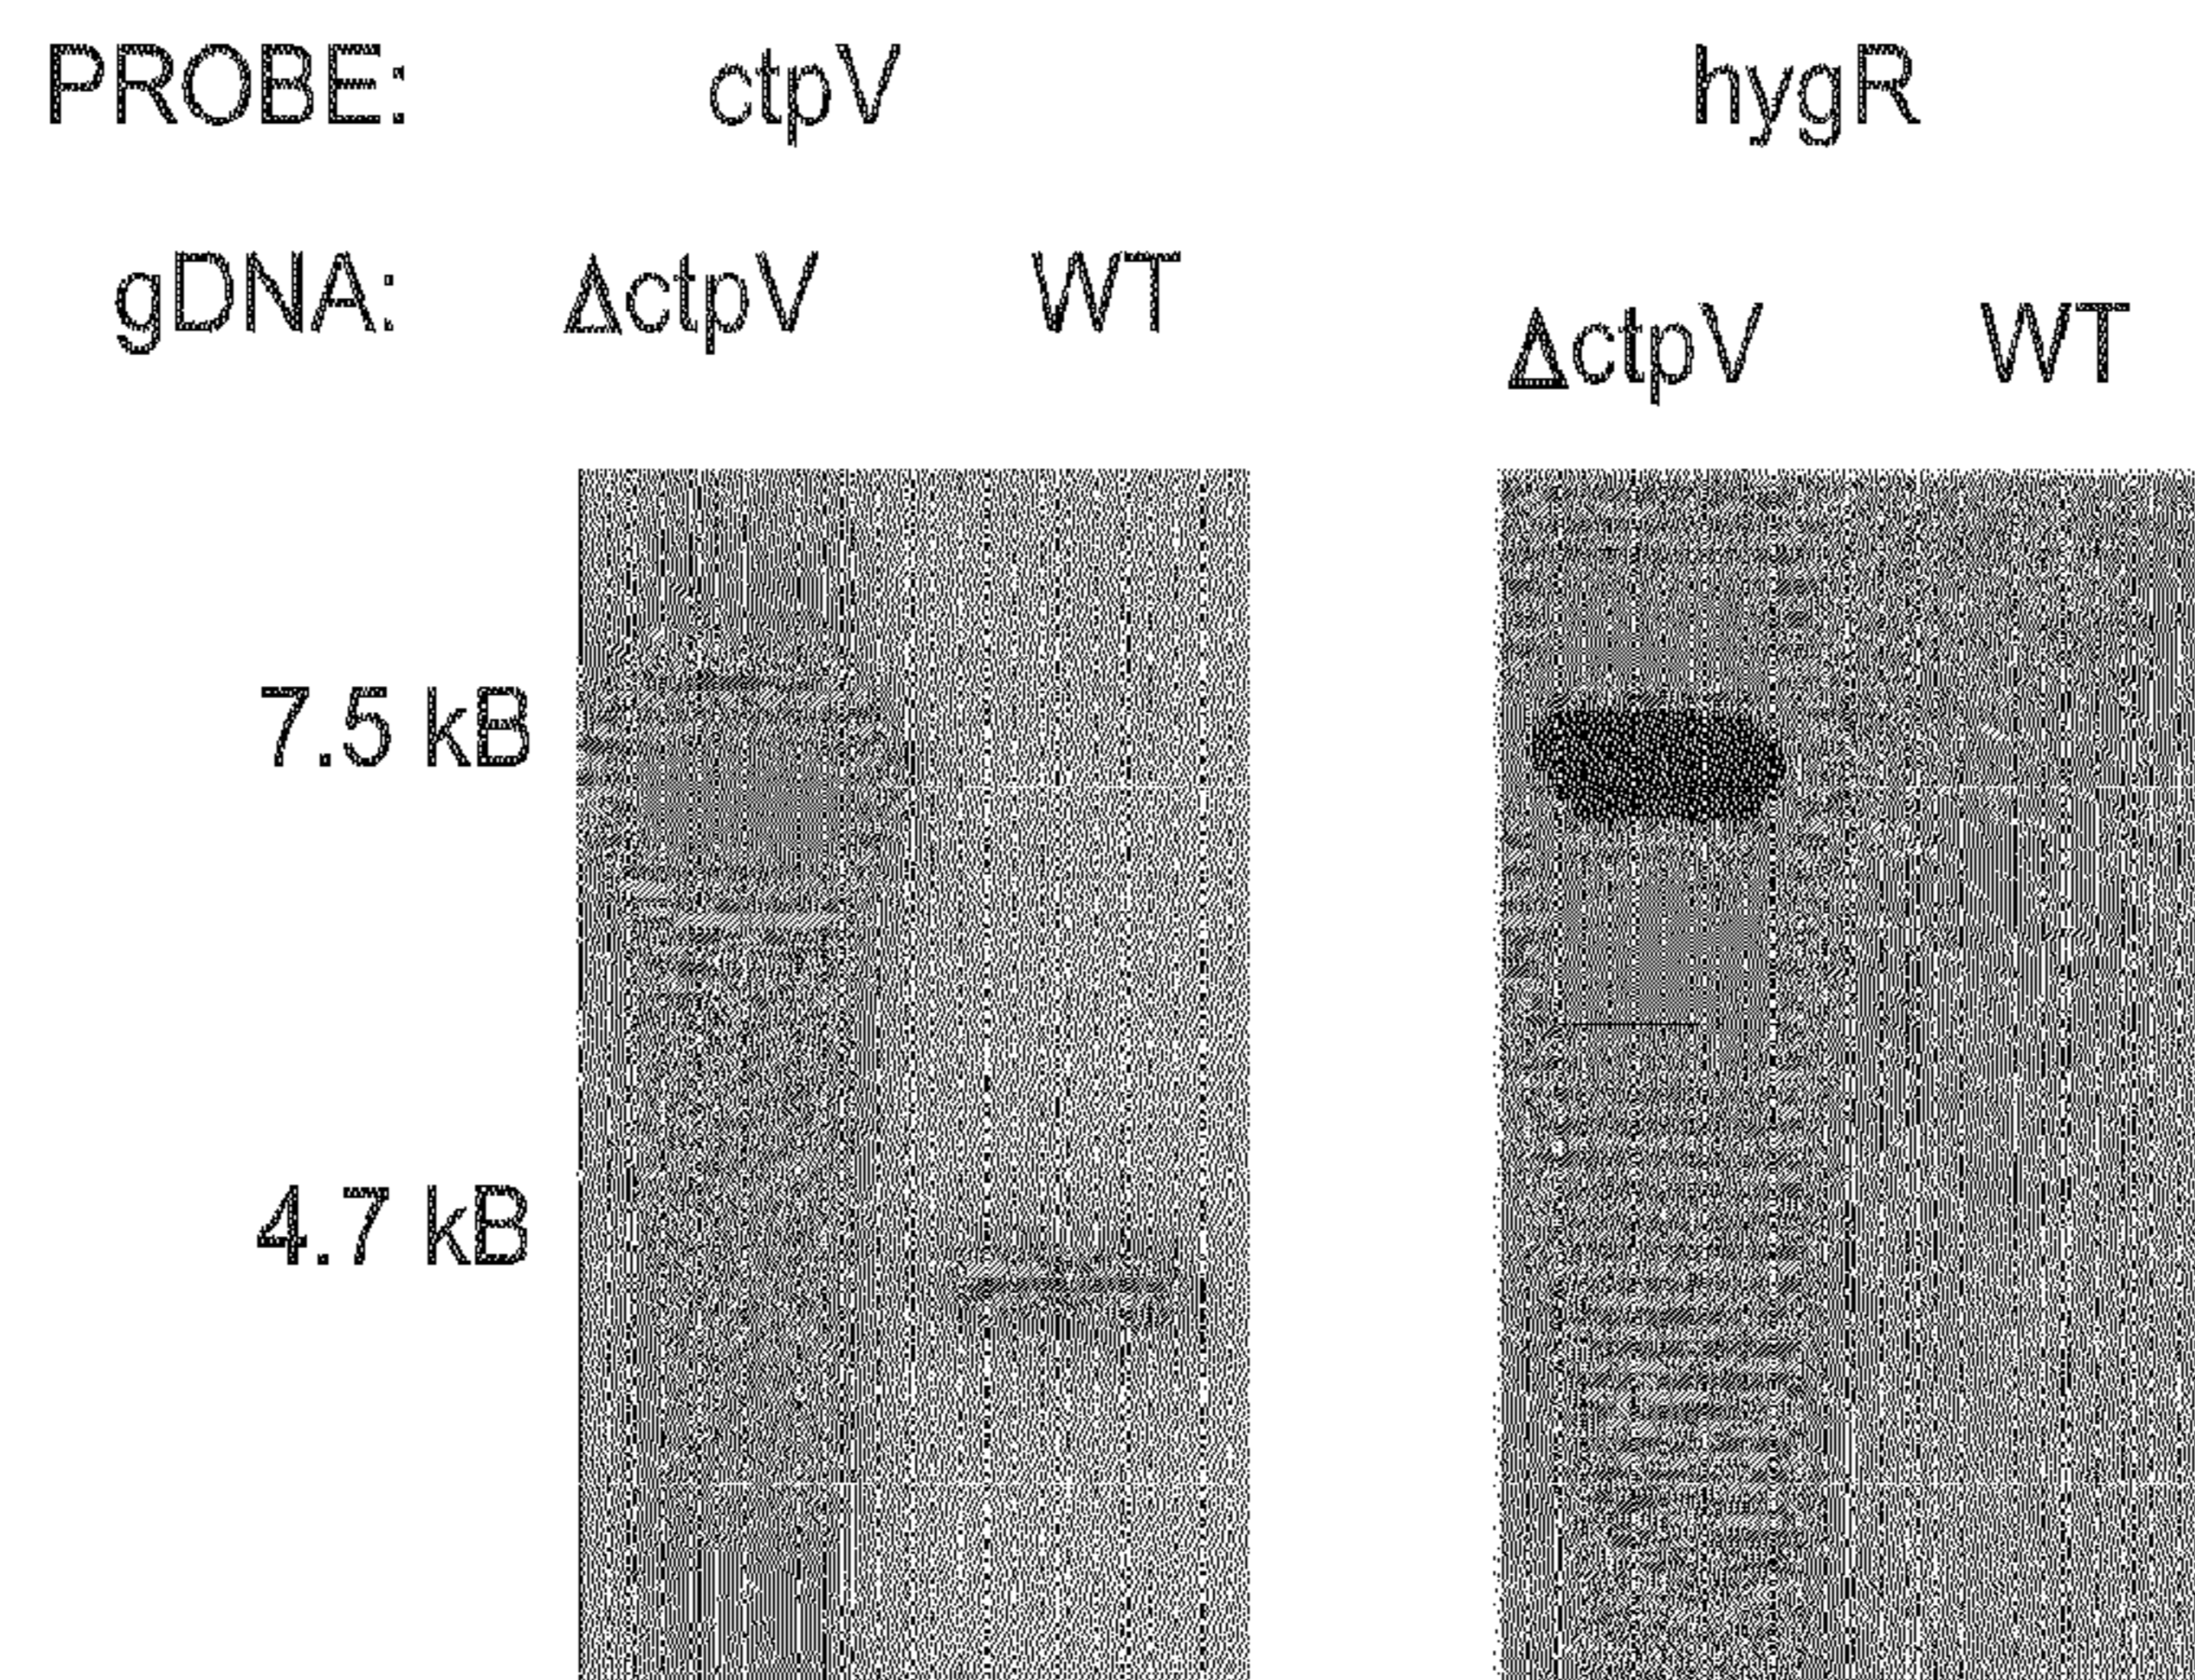 PROBE: ctpV hygR
gDNA: ΔctpV WT ΔctpV WT
7.5 kB
4.7 kB